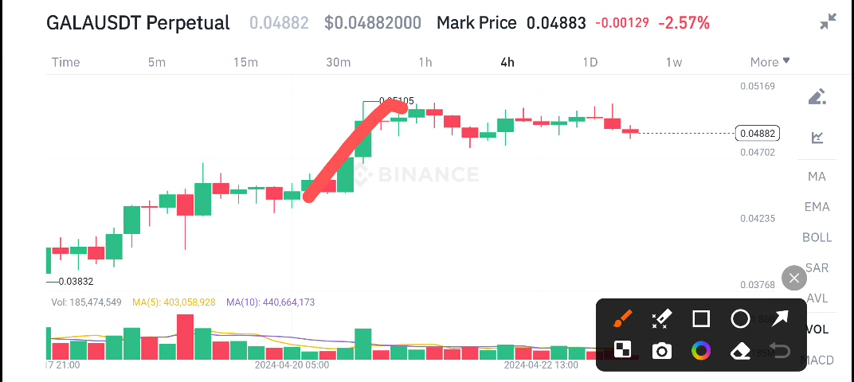 GALAUSDT Perpetual 0.04882 $0.04882000 Mark Price 0.04883 -0.00129 -2.57%
Time 5m 15m 30m 1h 4h 1D 1w More
0.05169
0.05105
0.04882
0.04702
BINANCE
MA
EMA
0.04235
BOLL
SAR
0.03832
0.03768
AVL
Vol: 185,474,549 MA(5): 403,058,928 MA(10): 440,664,173
VOL
MACD
7 21:00 2024-04-20 05:00 2024-04-22 13:00